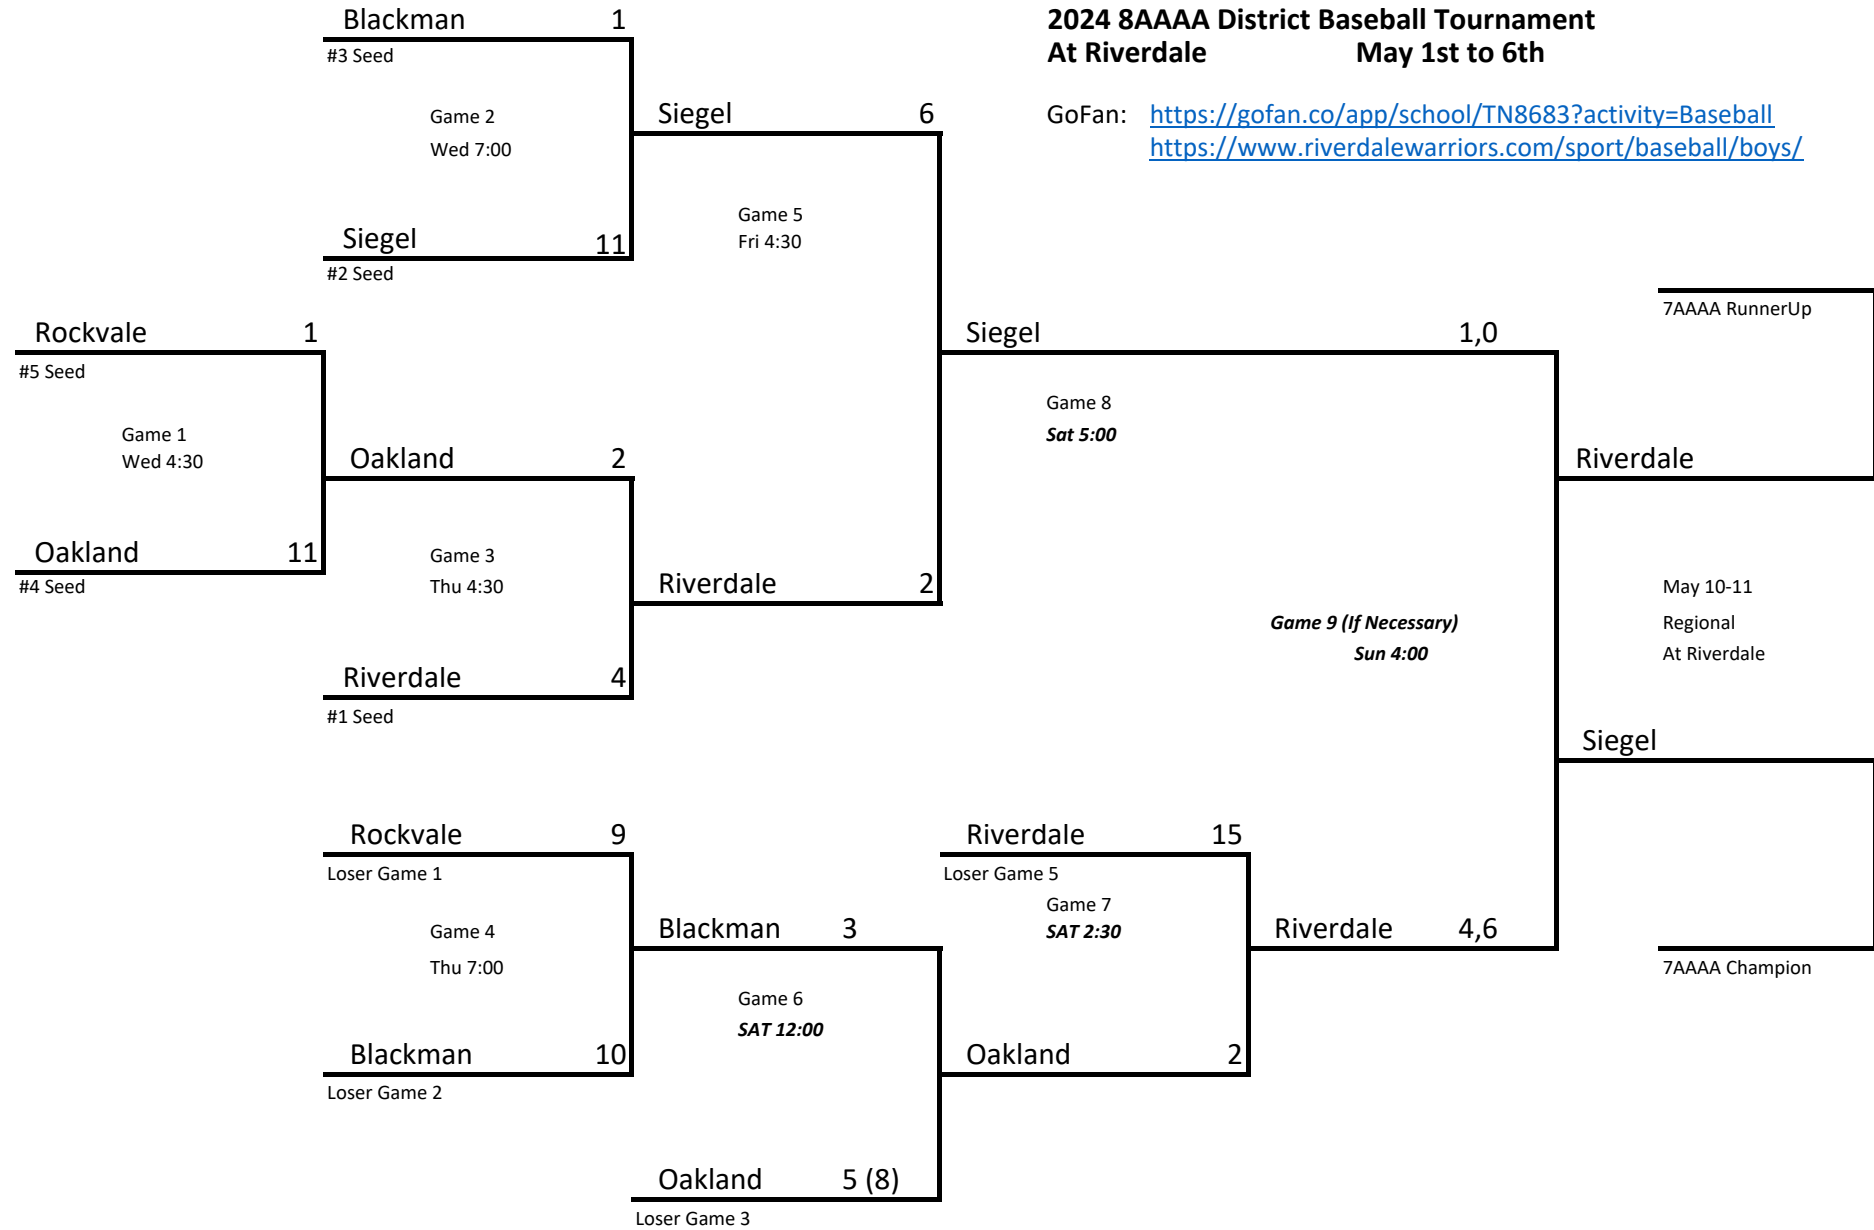 2024 8AAAA District Baseball Tournament
At Riverdale May 1st to 6th
GoFan: https://gofan.co/app/school/TN8683?activity=Baseball
https://www.riverdalewarriors.com/sport/baseball/boys/
Blackman 1
#3 Seed
Game 2
Wed 7:00
Siegel 11
#2 Seed
Rockvale 1
#5 Seed
Game 1
Wed 4:30
Oakland 11
#4 Seed
Oakland 2
Game 3
Thu 4:30
Riverdale 4
#1 Seed
Siegel 6
Game 5
Fri 4:30
Riverdale 2
Siegel 1,0
Game 8
Sat 5:00
Game 9 (If Necessary)
Sun 4:00
Rockvale 9
Loser Game 1
Game 4
Thu 7:00
Blackman 10
Loser Game 2
Blackman 3
Game 6
SAT 12:00
Oakland 5 (8)
Loser Game 3
Riverdale 15
Loser Game 5
Game 7
SAT 2:30
Oakland 2
Riverdale 4,6
7AAAA RunnerUp
Riverdale
May 10-11
Regional
At Riverdale
Siegel
7AAAA Champion